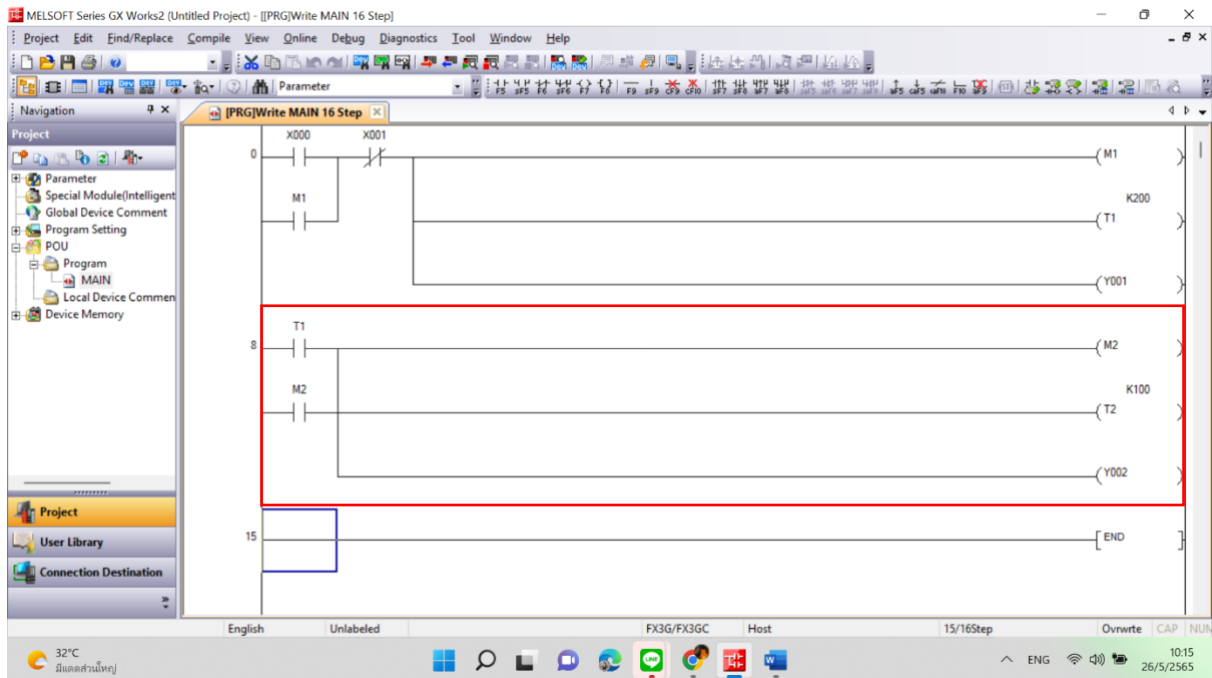 MELSOFT Series GX Works2 (Untitled Project) - [[PRG]Write MAIN 16 Step]
Project Edit Find/Replace Compile View Online Debug Diagnostics Tool Window Help
Parameter
Navigation
[PRG]Write MAIN 16 Step
Project
Parameter
Special Module(Intelligent
Global Device Comment
Program Setting
POU
Program
MAIN
Local Device Commen
Device Memory
Project
User Library
Connection Destination
X000 X001
0 M1
M1 K200
T1
Y001
T1
8 M2
M2 K100
T2
Y002
15 END
English Unlabeled FX3G/FX3GC Host 15/16Step Ovrwrte CAP NUM
32°C
มีแดดส่วนใหญ่
ENG
10:15
26/5/2565